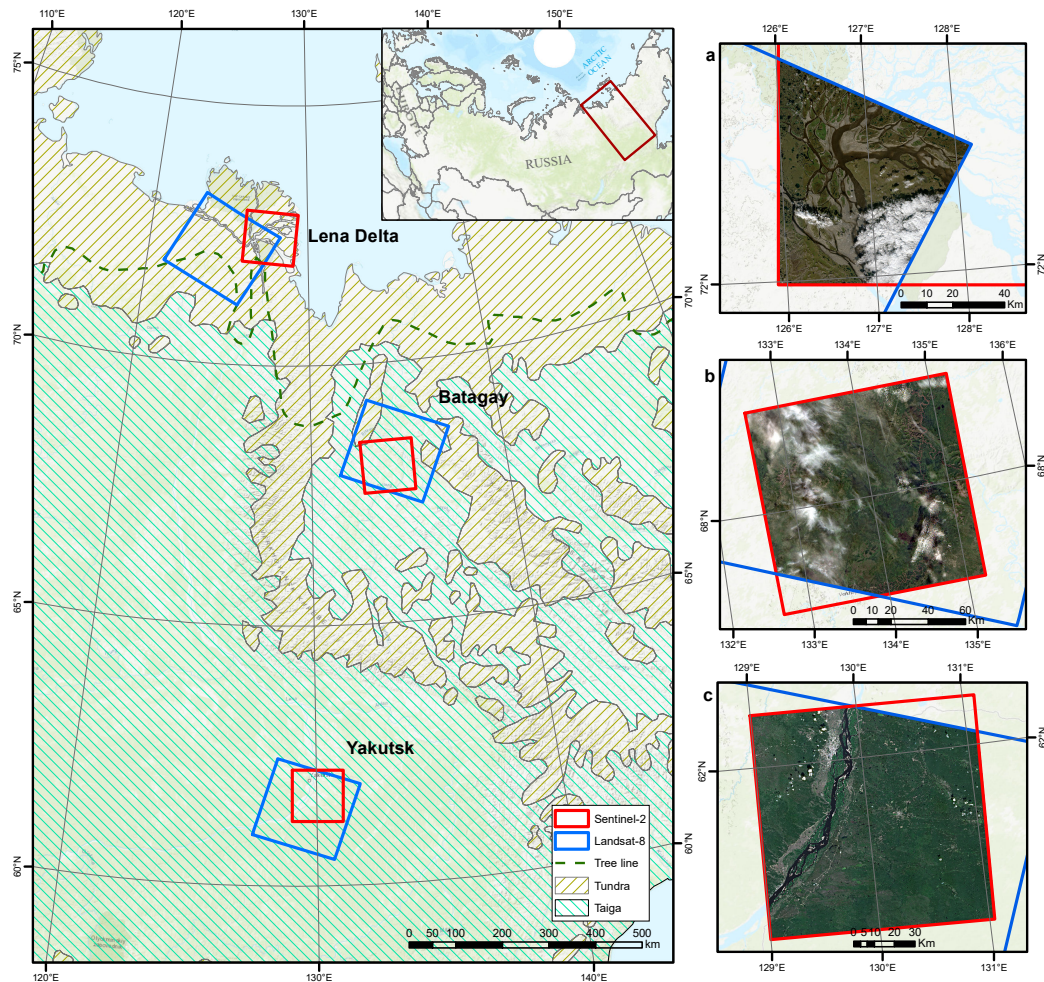 110°E
120°E
130°E
140°E
150°E
75°N
70°N
65°N
60°N
70°N
65°N
60°N
120°E
130°E
140°E
ARCTIC
OCEAN
RUSSIA
Lena Delta
Batagay
Yakutsk
Sentinel-2
Landsat-8
Tree line
Tundra
Taiga
0 50 100 200 300 400 500
km
a
126°E
127°E
128°E
72°N
72°N
0 10 20 40
Km
126°E
127°E
128°E
b
133°E
134°E
135°E
136°E
68°N
68°N
0 10 20 40 60
Km
132°E
133°E
134°E
135°E
c
129°E
130°E
131°E
62°N
62°N
0 5 10 20 30
Km
129°E
130°E
131°E